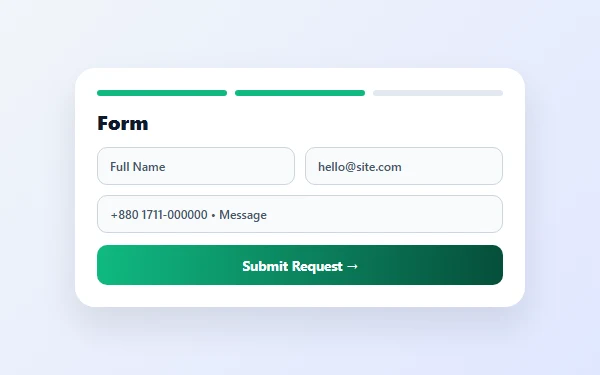 Form
Full Name
hello@site.com
+880 1711-000000 • Message
Submit Request →